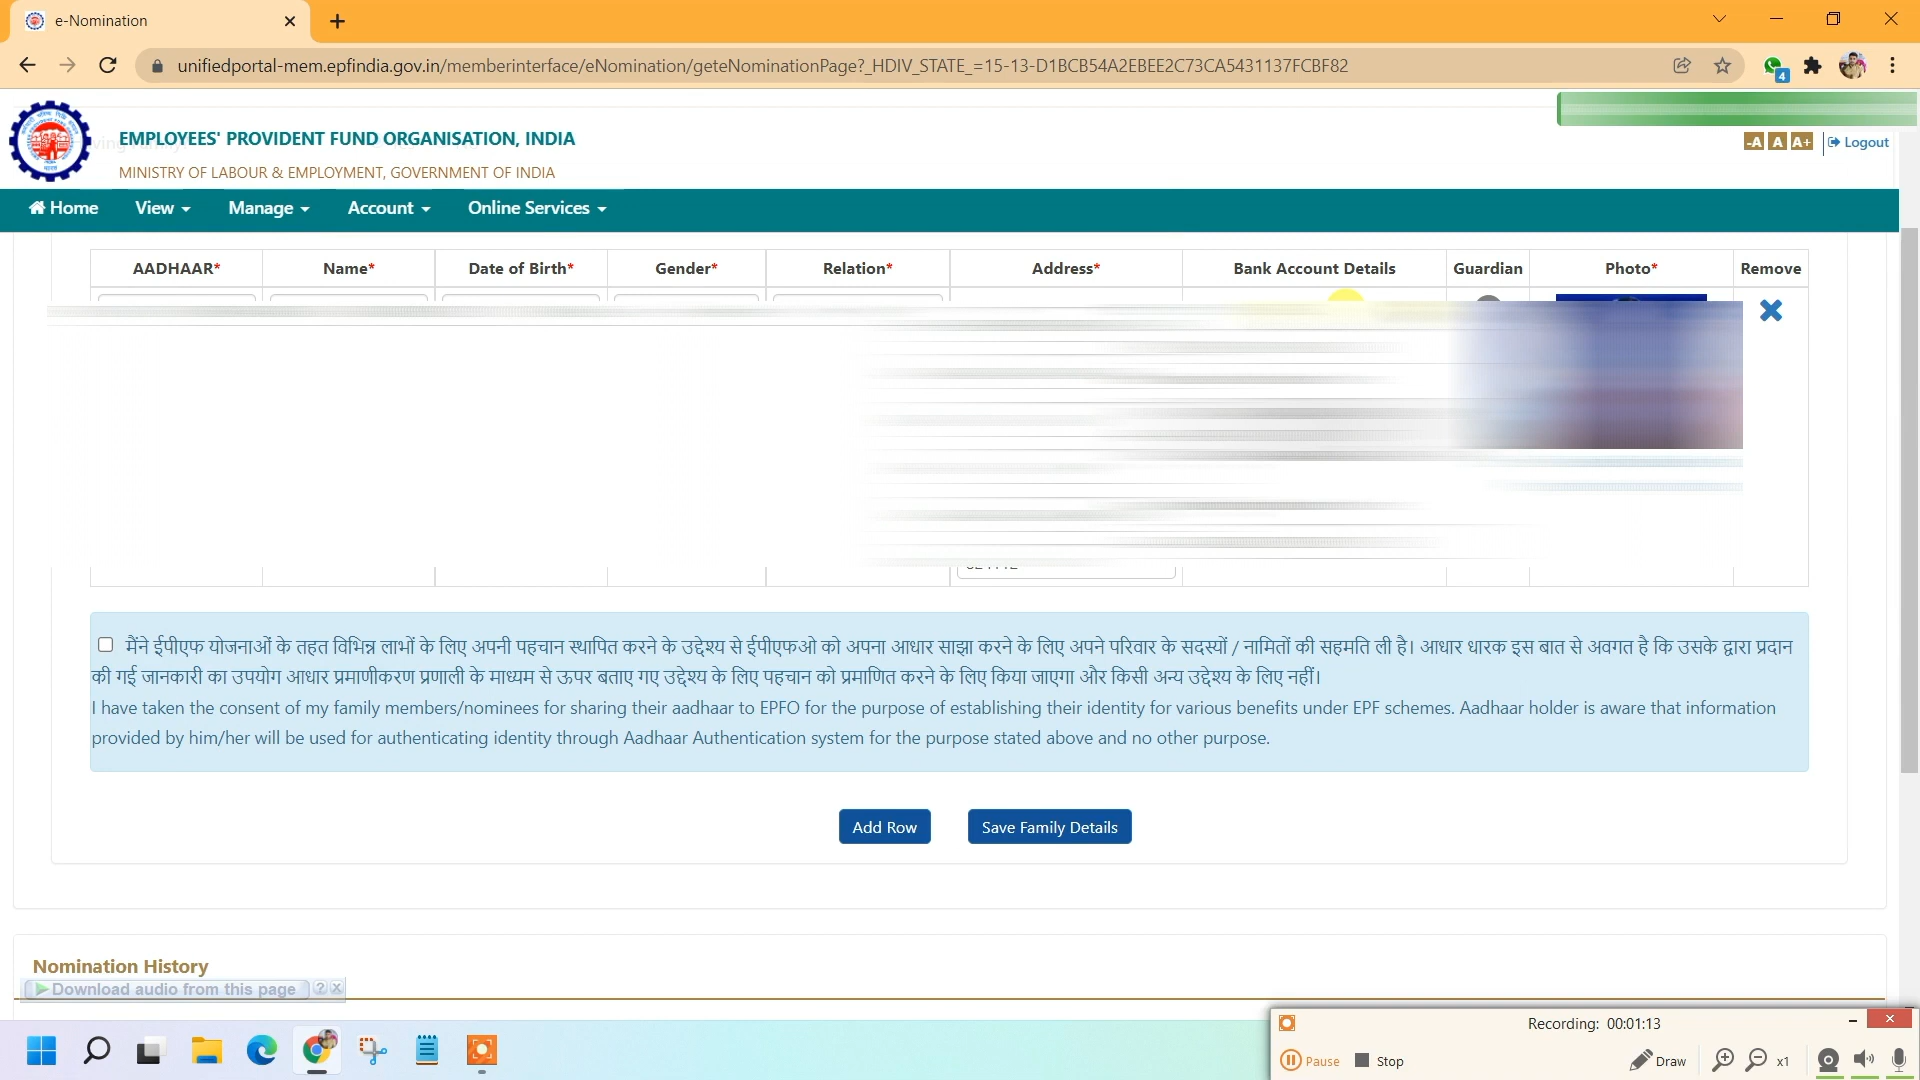 e-Nomination
unifiedportal-mem.epfindia.gov.in/memberinterface/eNomination/geteNominationPage?_HDIV_STATE_=15-13-D1BCB54A2EBEE2C73CA5431137FCBF82
4
EMPLOYEES' PROVIDENT FUND ORGANISATION, INDIA
-A A A+ Logout
MINISTRY OF LABOUR & EMPLOYMENT, GOVERNMENT OF INDIA
Home View Manage Account Online Services
AADHAAR* Name* Date of Birth* Gender* Relation* Address* Bank Account Details Guardian Photo* Remove
मैंने ईपीएफ योजनाओं के तहत विभिन्न लाभों के लिए अपनी पहचान स्थापित करने के उद्देश्य से ईपीएफओ को अपना आधार साझा करने के लिए अपने परिवार के सदस्यों / नामितों की सहमति ली है। आधार धारक इस बात से अवगत है कि उसके द्वारा प्रदान
की गई जानकारी का उपयोग आधार प्रमाणीकरण प्रणाली के माध्यम से ऊपर बताए गए उद्देश्य के लिए पहचान को प्रमाणित करने के लिए किया जाएगा और किसी अन्य उद्देश्य के लिए नहीं।
I have taken the consent of my family members/nominees for sharing their aadhaar to EPFO for the purpose of establishing their identity for various benefits under EPF schemes. Aadhaar holder is aware that information
provided by him/her will be used for authenticating identity through Aadhaar Authentication system for the purpose stated above and no other purpose.
Add Row Save Family Details
Nomination History
Download audio from this page ? x
Recording: 00:01:13
Pause Stop Draw x1